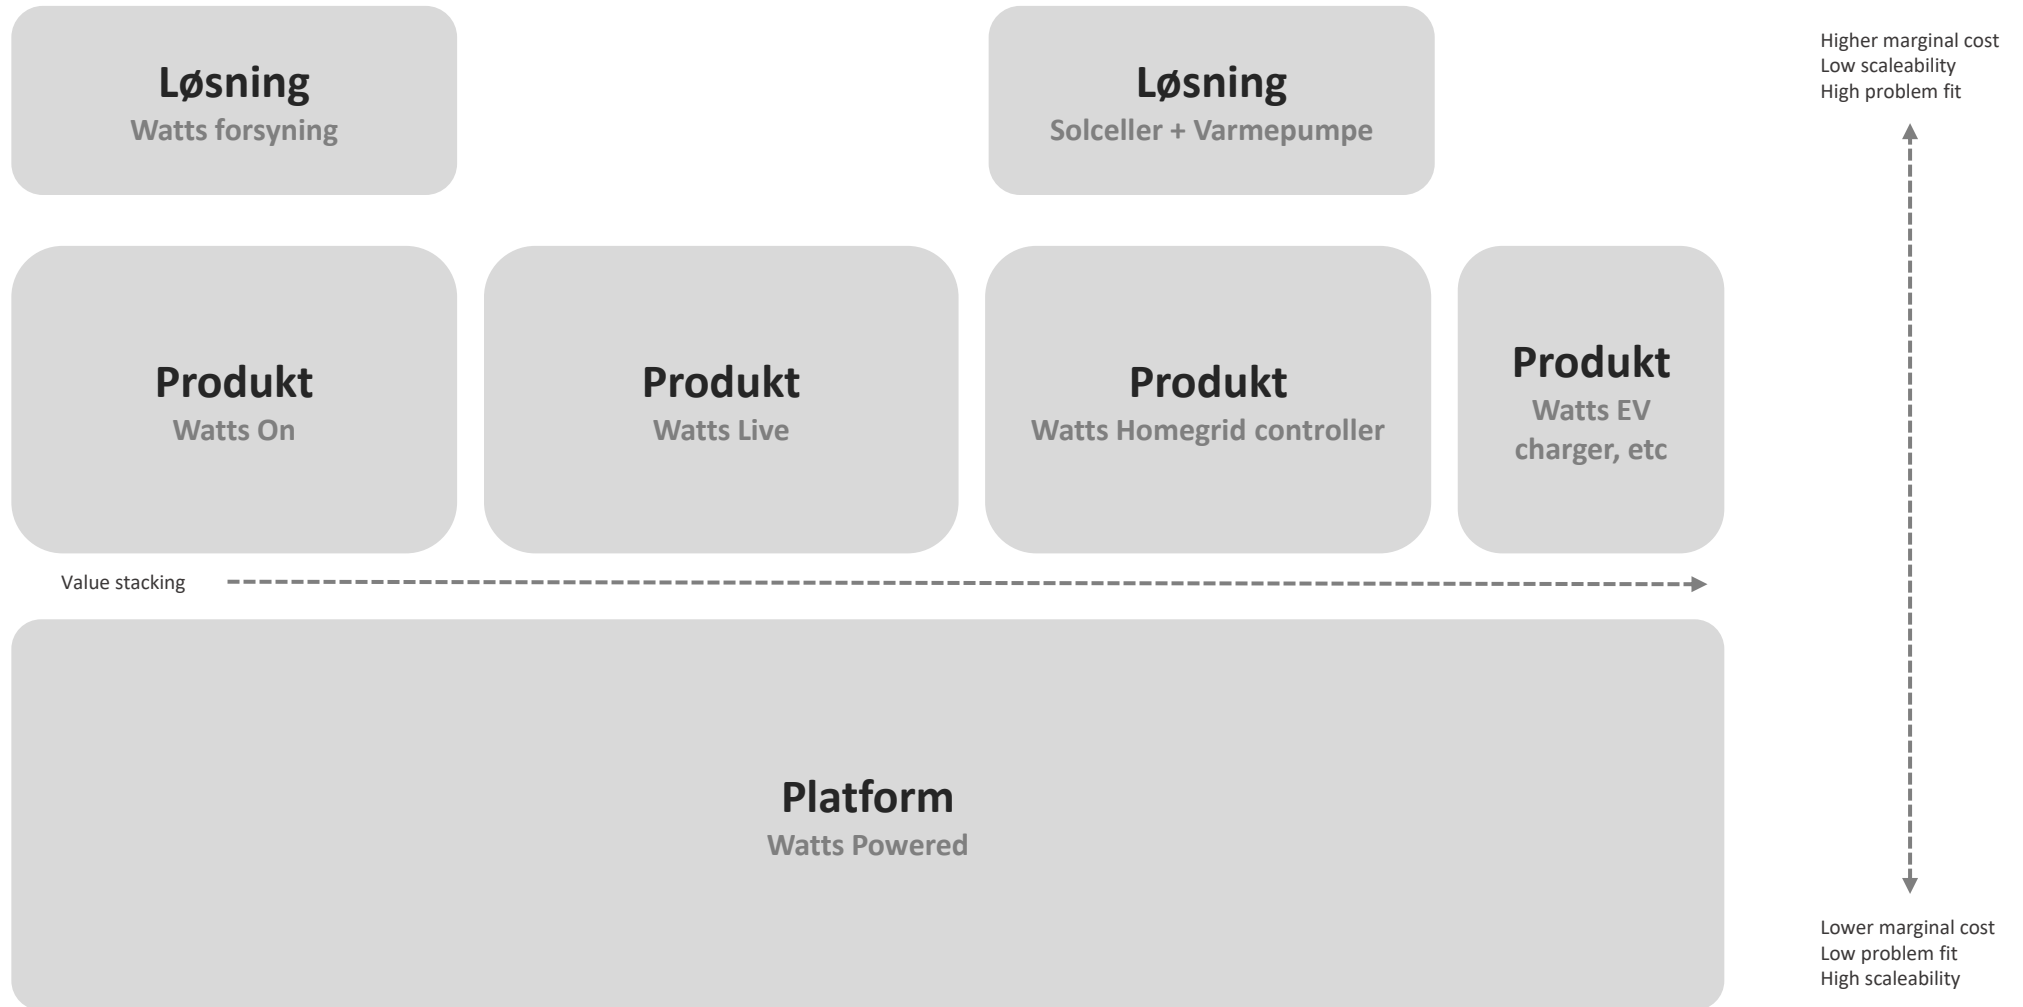 Løsning
Watts forsyning
Løsning
Solceller + Varmepumpe
Higher marginal cost
Low scaleability
High problem fit
Produkt
Watts On
Produkt
Watts Live
Produkt
Watts Homegrid controller
Produkt
Watts EV
charger, etc
Value stacking
Platform
Watts Powered
Lower marginal cost
Low problem fit
High scaleability